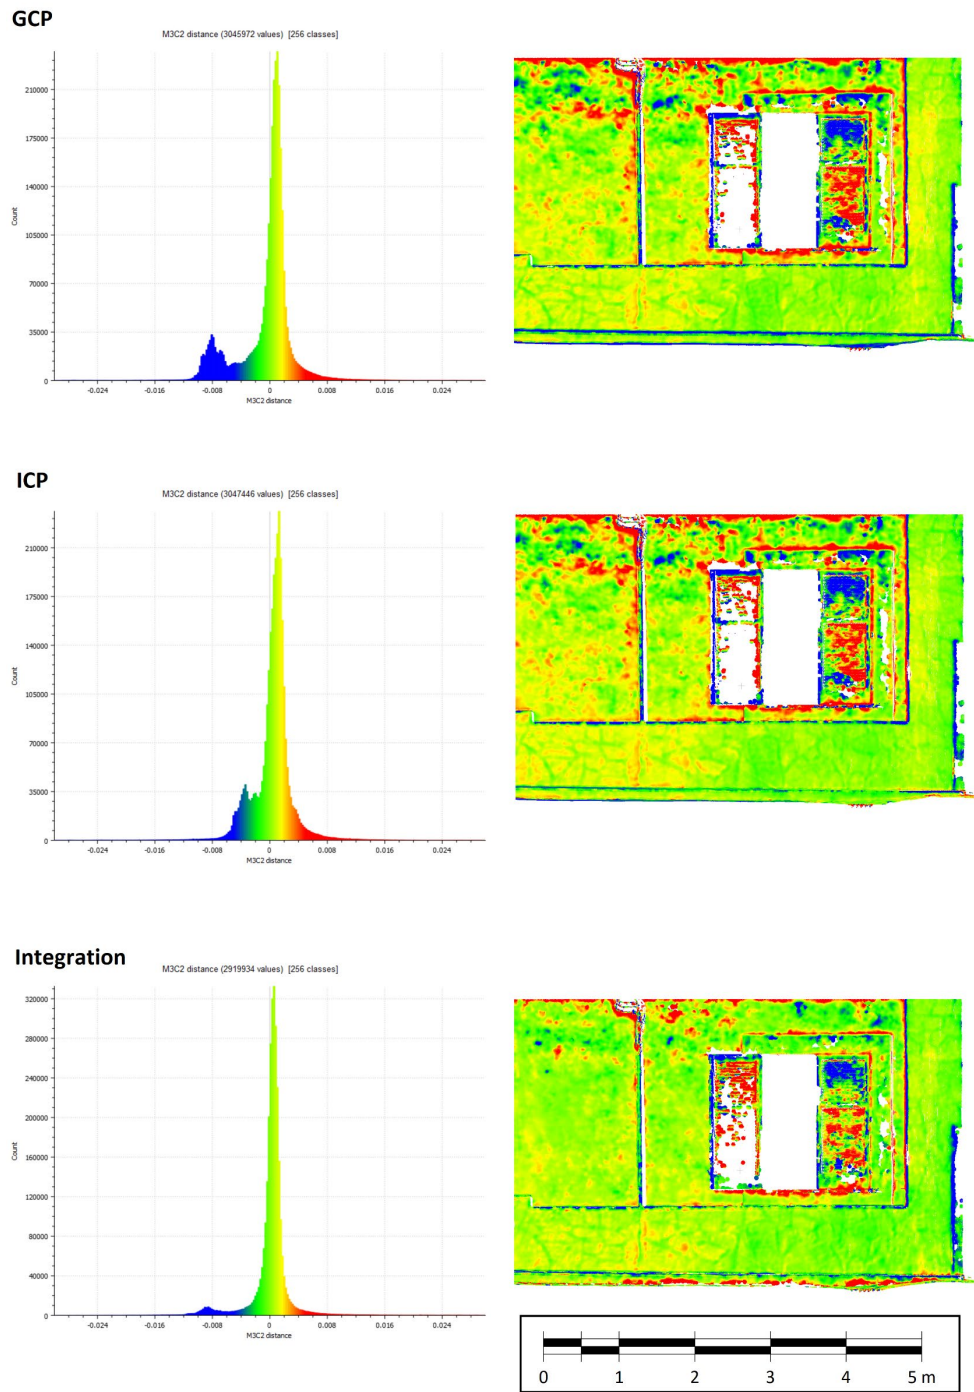 GCP
M3C2 distance (3045972 values) [256 classes]
210000
175000
140000
105000
70000
35000
0
Count
-0.024 -0.016 -0.008 0 0.008 0.016 0.024
M3C2 distance
ICP
M3C2 distance (3047446 values) [256 classes]
210000
175000
140000
105000
70000
35000
0
Count
-0.024 -0.016 -0.008 0 0.008 0.016 0.024
M3C2 distance
Integration
M3C2 distance (2919934 values) [256 classes]
320000
280000
240000
200000
160000
120000
80000
40000
0
Count
-0.024 -0.016 -0.008 0 0.008 0.016 0.024
M3C2 distance
0 1 2 3 4 5 m